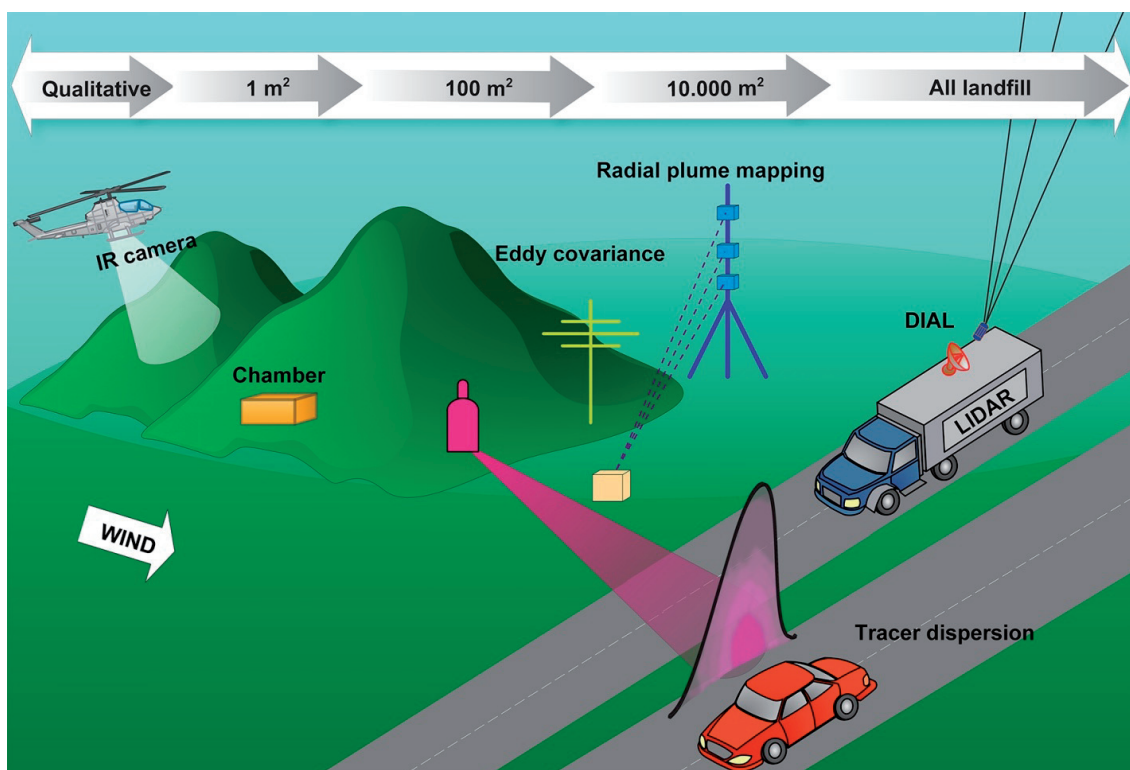 Qualitative
1 m²
100 m²
10.000 m²
All landfill
Radial plume mapping
IR camera
Eddy covariance
DIAL
Chamber
LIDAR
WIND
Tracer dispersion